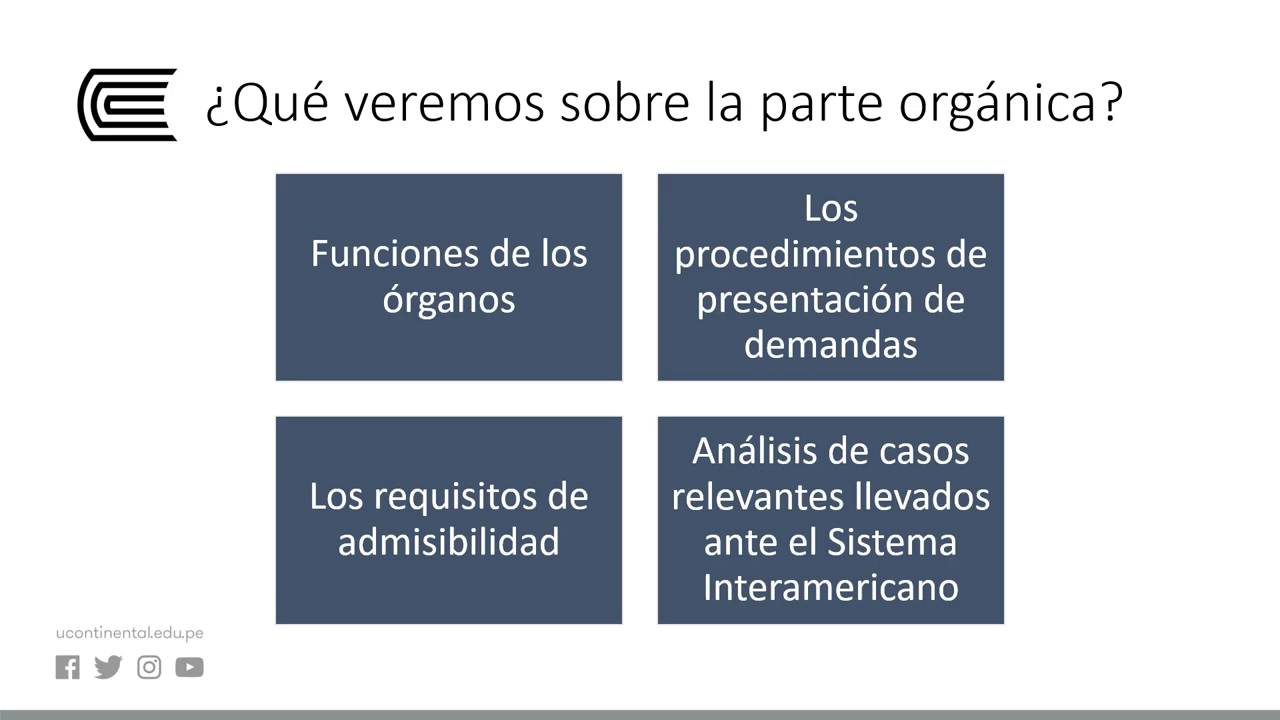 ¿Qué veremos sobre la parte orgánica?
Funciones de los
órganos
Los
procedimientos de
presentación de
demandas
Los requisitos de
admisibilidad
Análisis de casos
relevantes llevados
ante el Sistema
Interamericano
ucontinental.edu.pe